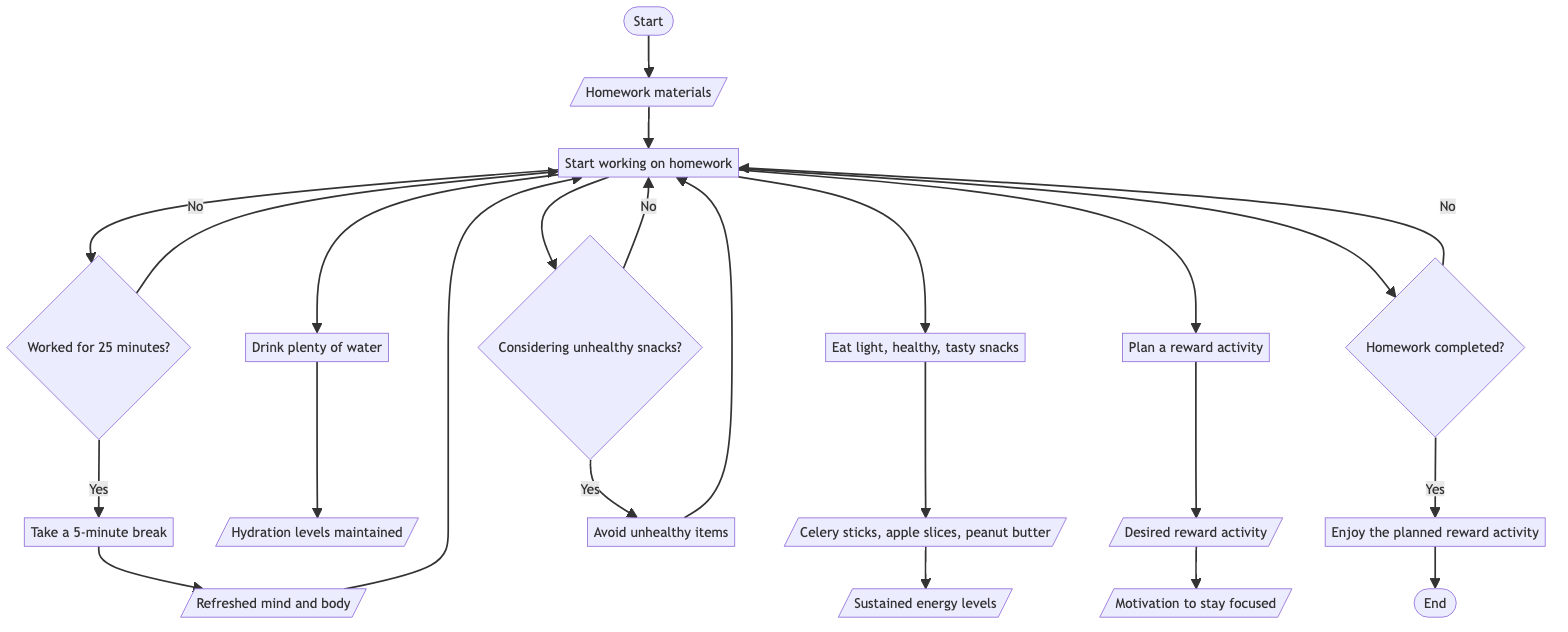 Start
Homework materials
Start working on homework
No
No
No
Worked for 25 minutes?
Drink plenty of water
Considering unhealthy snacks?
Eat light, healthy, tasty snacks
Plan a reward activity
Homework completed?
Yes
Yes
Yes
Take a 5-minute break
Hydration levels maintained
Avoid unhealthy items
Celery sticks, apple slices, peanut butter
Desired reward activity
Enjoy the planned reward activity
Refreshed mind and body
Sustained energy levels
Motivation to stay focused
End